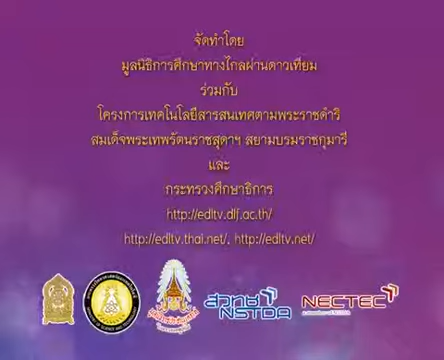 จัดทำโดย
มูลนิธิการศึกษาทางไกลผ่านดาวเทียม
ร่วมกับ
โครงการเทคโนโลยีสารสนเทศตามพระราชดำริ
สมเด็จพระเทพรัตนราชสุดาฯ สยามบรมราชกุมารี
และ
กระทรวงศึกษาธิการ
http://edltv.dlf.ac.th/
http://edltv.thai.net/, http://edltv.net/
สวทช NSTDA NECTEC